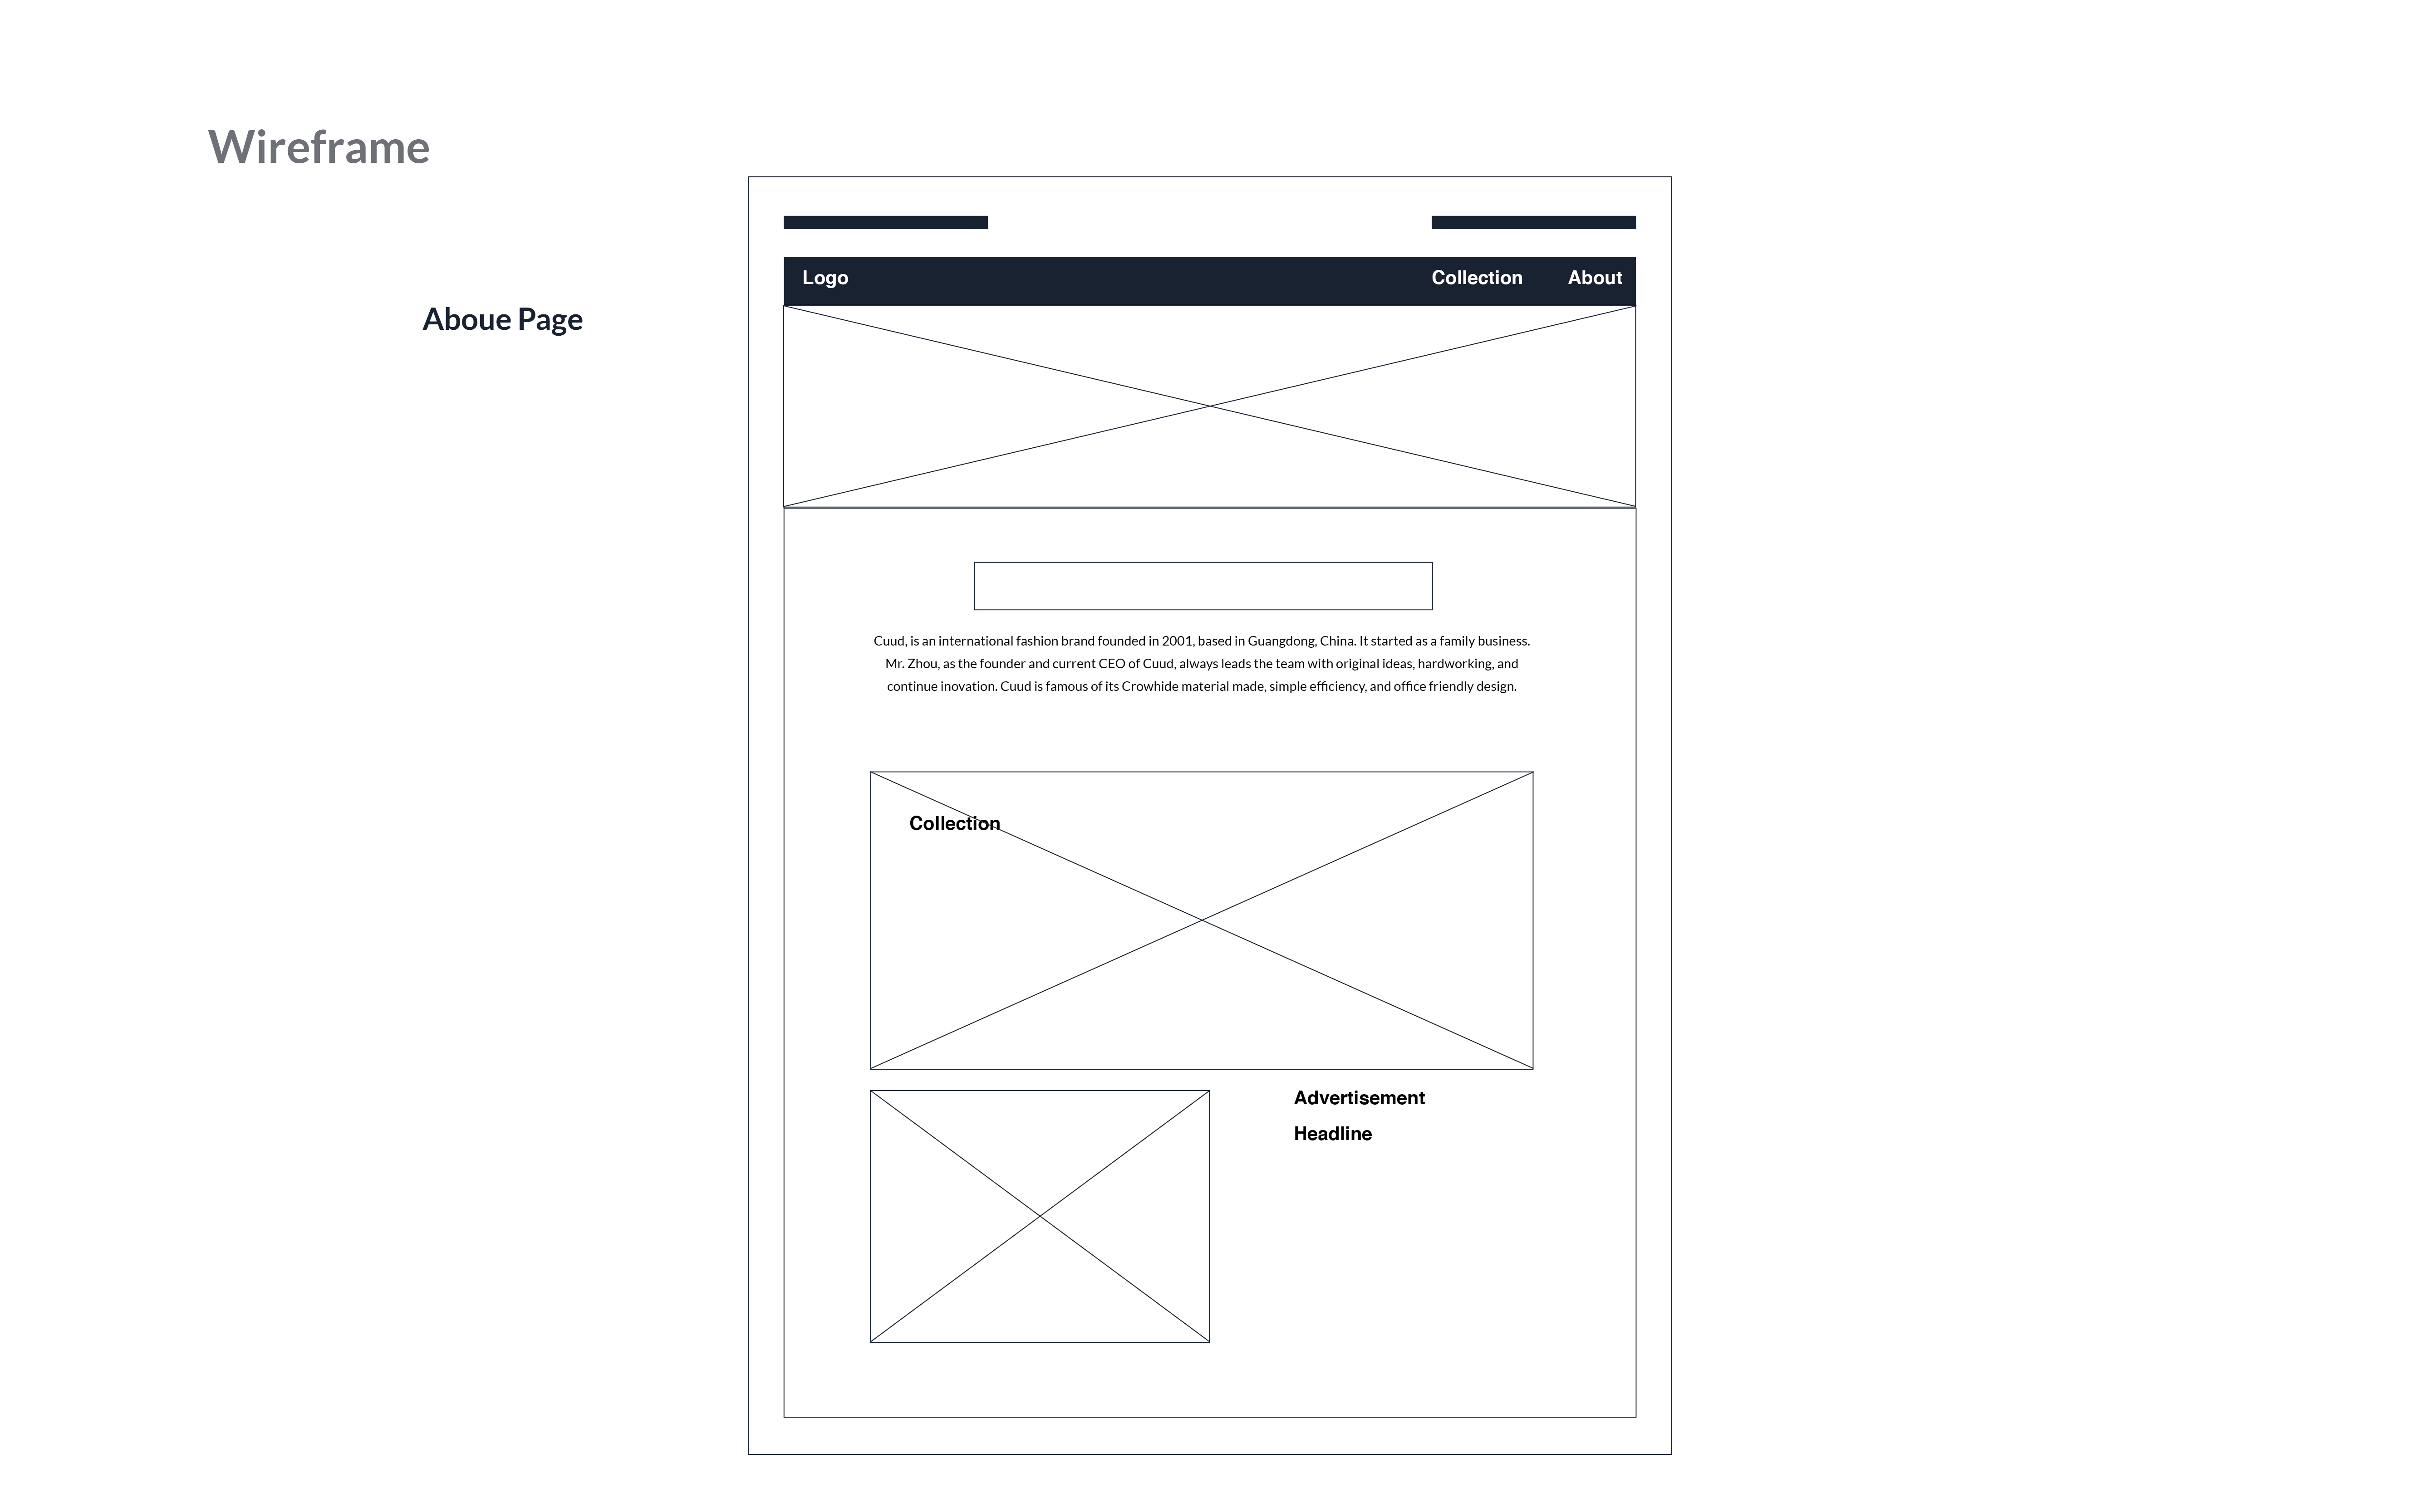 Wireframe
Aboue Page
Logo
Collection
About
Cuud, is an international fashion brand founded in 2001, based in Guangdong, China. It started as a family business.
Mr. Zhou, as the founder and current CEO of Cuud, always leads the team with original ideas, hardworking, and
continue inovation. Cuud is famous of its Crowhide material made, simple efficiency, and office friendly design.
Collection
Advertisement
Headline